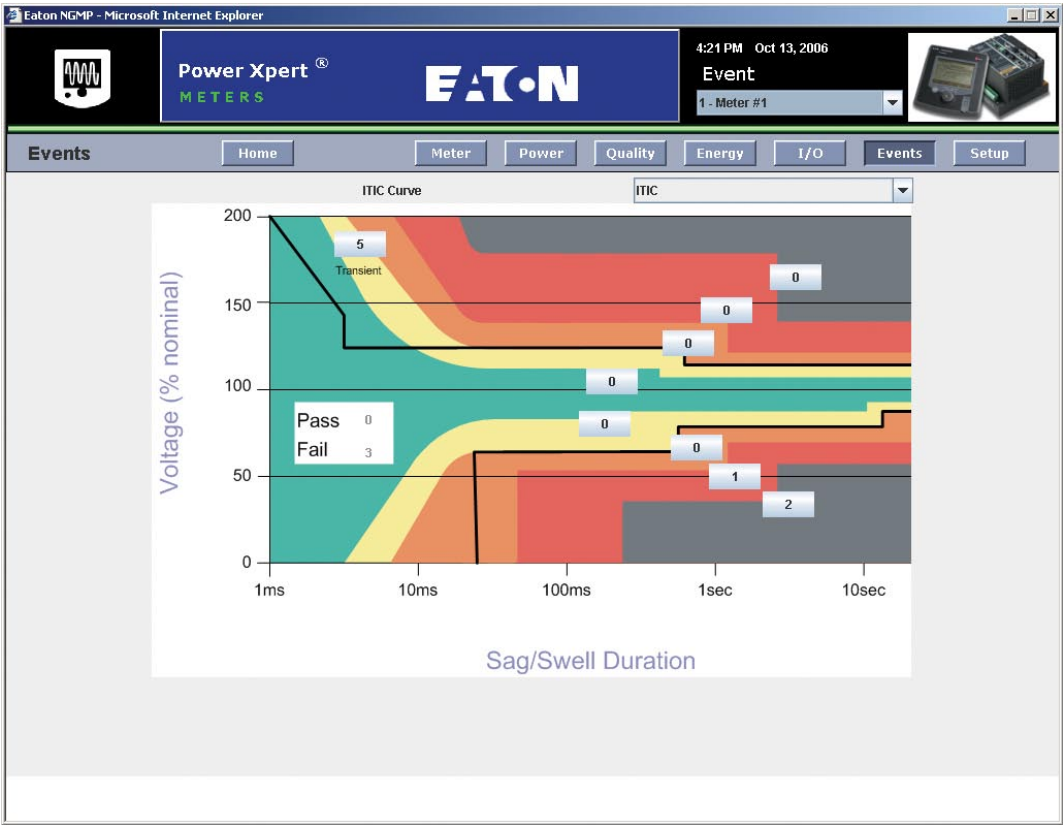 Eaton NGMP - Microsoft Internet Explorer
Power Xpert ®
METERS
EATON
4:21 PM Oct 13, 2006
Event
1 - Meter #1
Events
Home
Meter
Power
Quality
Energy
I/O
Events
Setup
ITIC Curve
ITIC
Voltage (% nominal)
200
150
100
50
0
5
Transient
0
0
0
0
0
0
1
2
Pass 0
Fail 3
1ms
10ms
100ms
1sec
10sec
Sag/Swell Duration